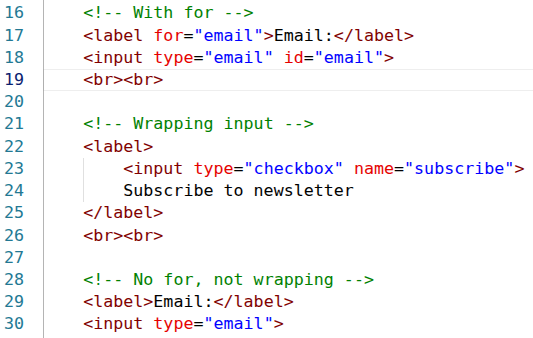 16 <!-- With for -->
17 <label for="email">Email:</label>
18 <input type="email" id="email">
19 <br><br>
20
21 <!-- Wrapping input -->
22 <label>
23 <input type="checkbox" name="subscribe">
24 Subscribe to newsletter
25 </label>
26 <br><br>
27
28 <!-- No for, not wrapping -->
29 <label>Email:</label>
30 <input type="email">